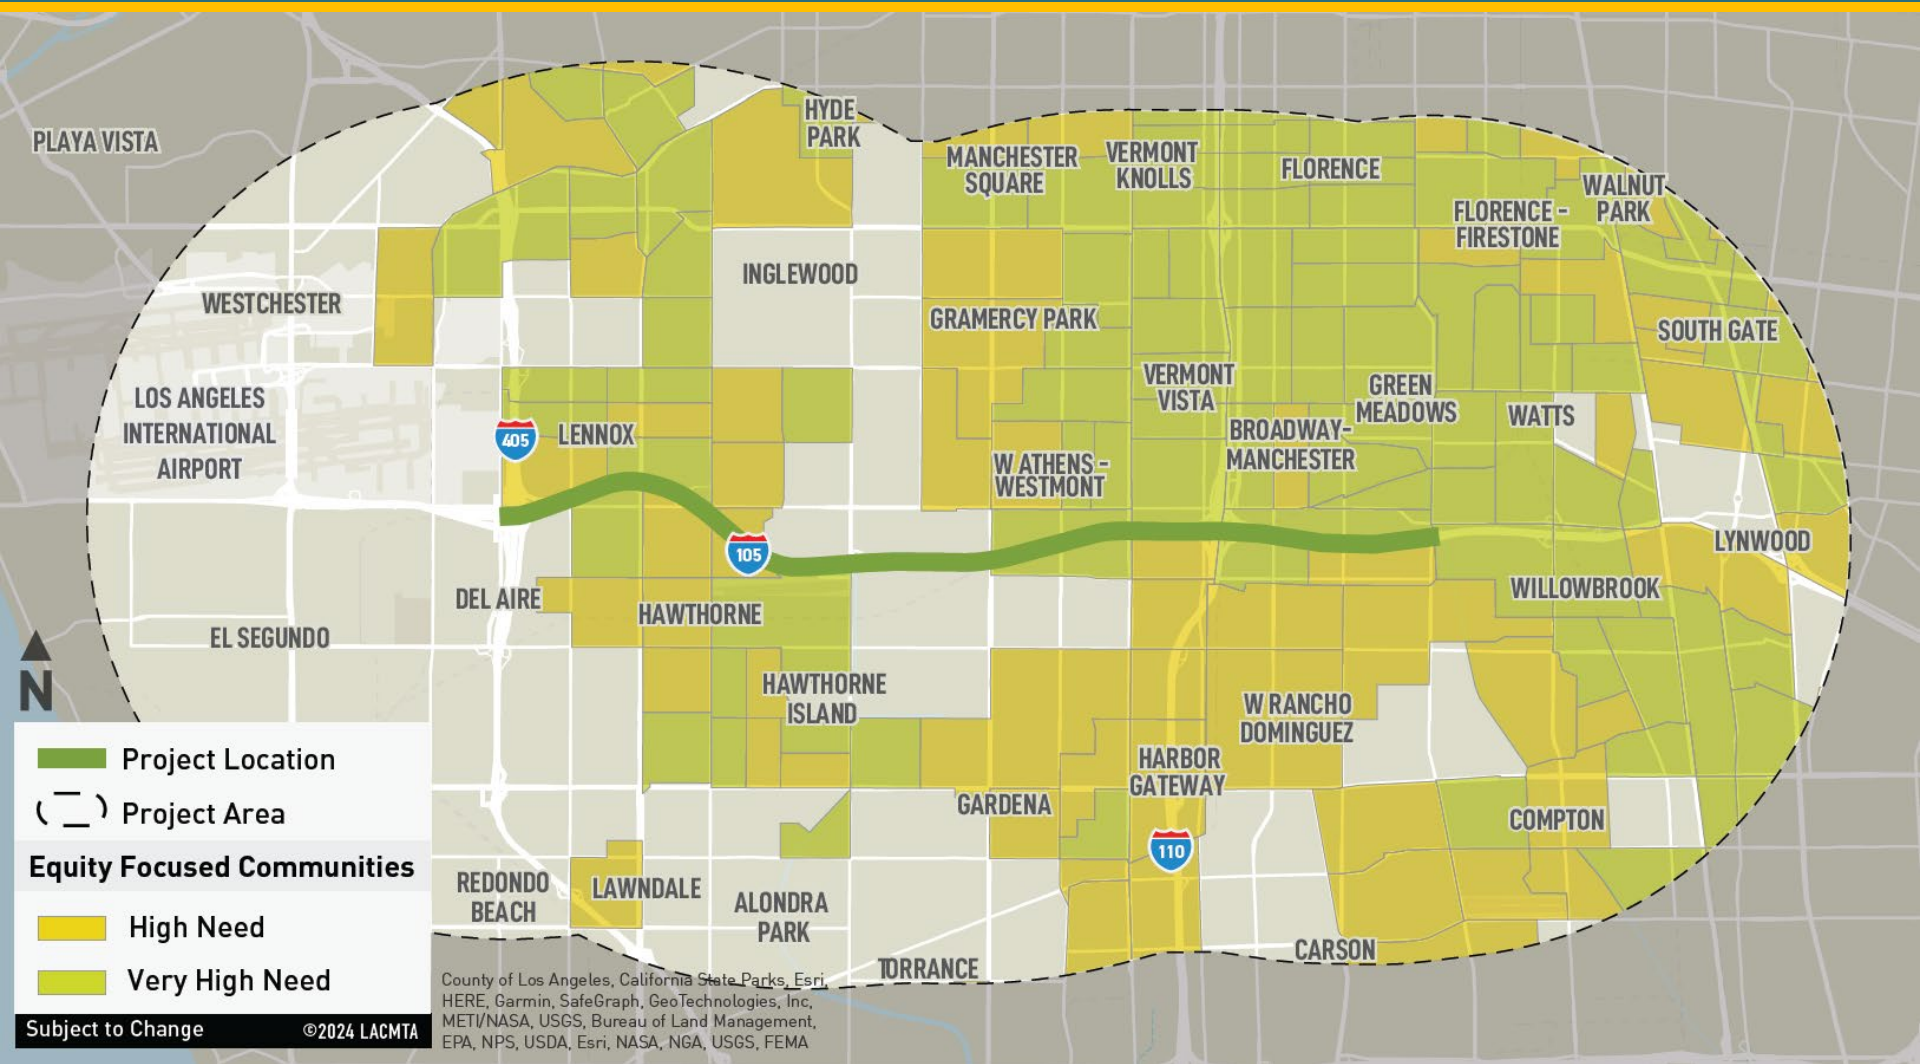 HYDE
PARK
PLAYA VISTA
MANCHESTER
SQUARE
VERMONT
KNOLLS
FLORENCE
WALNUT
PARK
FLORENCE -
FIRESTONE
INGLEWOOD
WESTCHESTER
GRAMERCY PARK
SOUTH GATE
LOS ANGELES
INTERNATIONAL
AIRPORT
VERMONT
VISTA
GREEN
MEADOWS
WATTS
405
LENNOX
BROADWAY-
MANCHESTER
W ATHENS -
WESTMONT
105
LYNWOOD
DEL AIRE
HAWTHORNE
WILLOWBROOK
EL SEGUNDO
N
HAWTHORNE
ISLAND
W RANCHO
DOMINGUEZ
HARBOR
GATEWAY
GARDENA
COMPTON
110
REDONDO
BEACH
LAWNDALE
ALONDRA
PARK
CARSON
TORRANCE
Project Location
Project Area
Equity Focused Communities
High Need
Very High Need
Subject to Change ©2024 LACMTA
County of Los Angeles, California State Parks, Esri,
HERE, Garmin, SafeGraph, GeoTechnologies, Inc,
METI/NASA, USGS, Bureau of Land Management,
EPA, NPS, USDA, Esri, NASA, NGA, USGS, FEMA